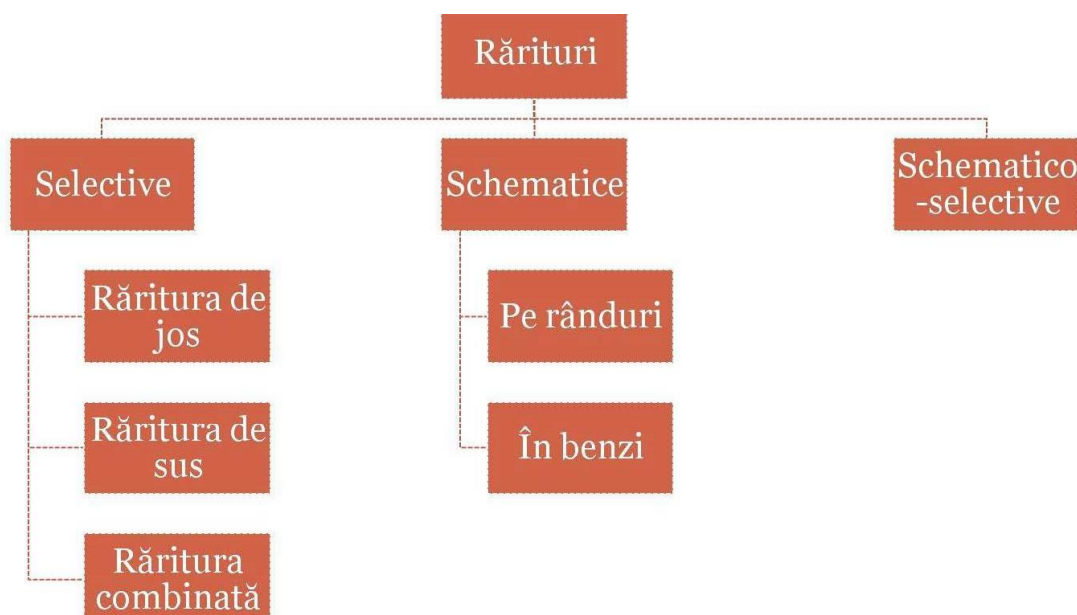 Rărituri
Selective
Schematice
Schematico
-selective
Răritura de
jos
Pe rânduri
Răritura de
sus
În benzi
Răritura
combinată